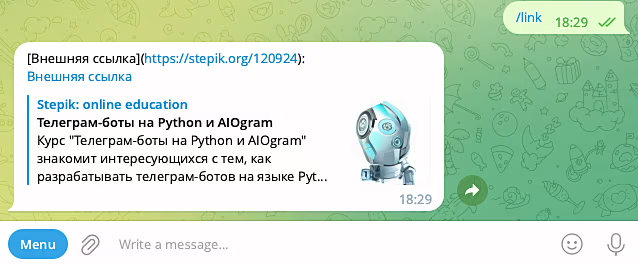 /link
18:29
[Внешняя ссылка](https://stepik.org/120924):
Внешняя ссылка
Stepik: online education
Телеграм-боты на Python и AIOgram
Курс "Телеграм-боты на Python и AIOgram"
знакомит интересующихся с тем, как
разрабатывать телеграм-ботов на языке Pyt...
18:29
Menu
Write a message...